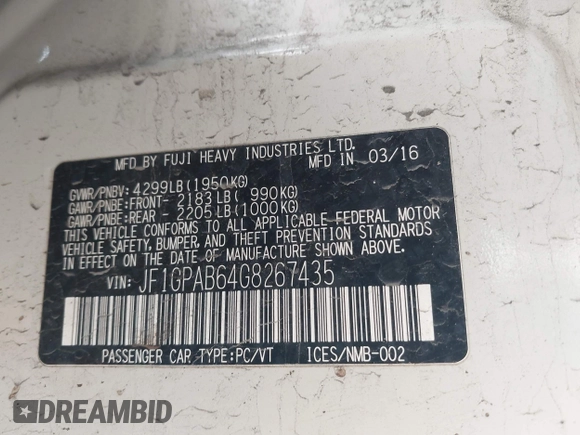 MFD BY FUJI HEAVY INDUSTRIES LTD. IN 03/16
GVWR/PNBV: 4299LB(1950KG)
GAWR/PNBE:FRONT- 2183LB( 990KG)
GAWR/PNBE:REAR - 2205LB(1000KG)
THIS VEHICLE CONFORMS TO ALL APPLICABLE FEDERAL MOTOR
VEHICLE SAFETY, BUMPER, AND THEFT PREVENTION STANDARDS
IN EFFECT ON THE DATE OF MANUFACTURE SHOWN ABOVE.
VIN: JF1GPAB64G8267435
PASSENGER CAR TYPE:PC/VT ICES/NMB-002
DREAMBID